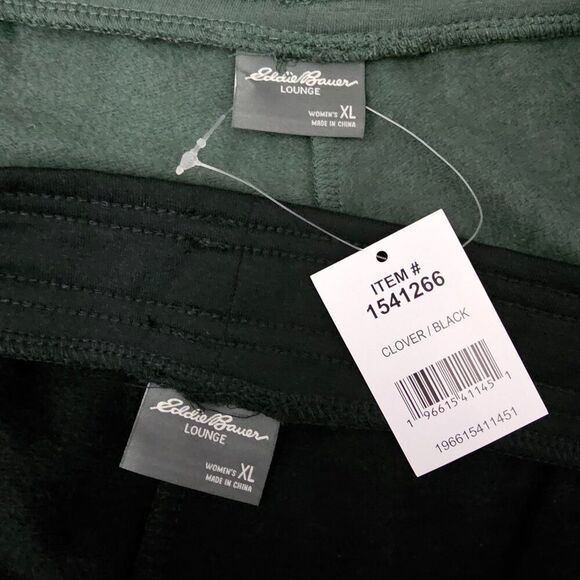 Eddie Bauer
LOUNGE
WOMEN'S XL
MADE IN CHINA
ITEM #
1541266
CLOVER / BLACK
1 96615 41145 1
196615411451
Eddie Bauer
LOUNGE
WOMEN'S XL
MADE IN CHINA